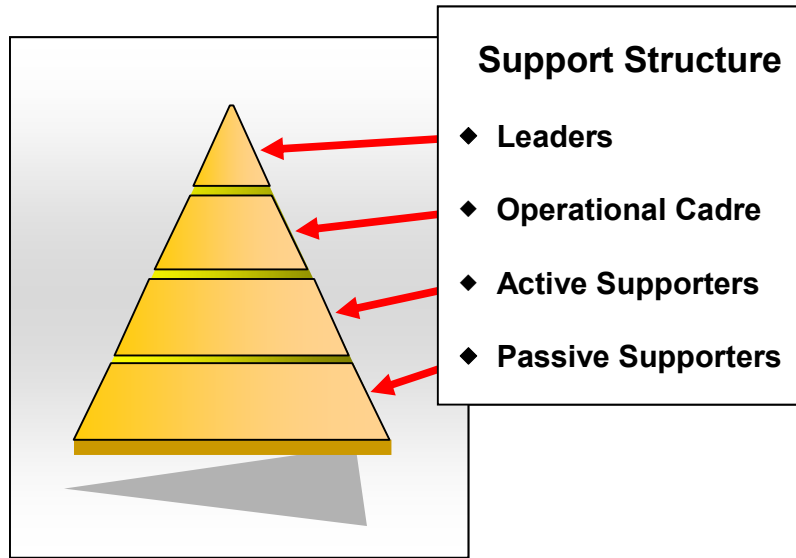 Support Structure
◆ Leaders
◆ Operational Cadre
◆ Active Supporters
◆ Passive Supporters